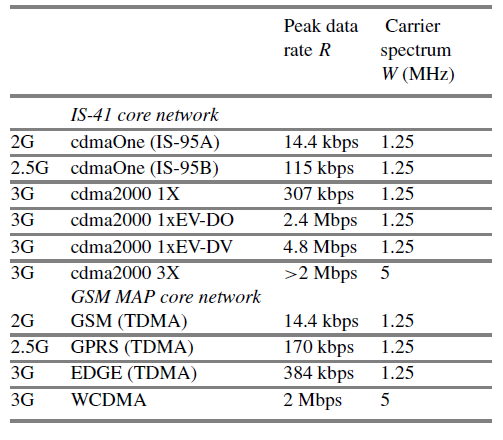 Peak data Carrier
rate R spectrum
W (MHz)
IS-41 core network
2G cdmaOne (IS-95A) 14.4 kbps 1.25
2.5G cdmaOne (IS-95B) 115 kbps 1.25
3G cdma2000 1X 307 kbps 1.25
3G cdma2000 1xEV-DO 2.4 Mbps 1.25
3G cdma2000 1xEV-DV 4.8 Mbps 1.25
3G cdma2000 3X >2 Mbps 5
GSM MAP core network
2G GSM (TDMA) 14.4 kbps 1.25
2.5G GPRS (TDMA) 170 kbps 1.25
3G EDGE (TDMA) 384 kbps 1.25
3G WCDMA 2 Mbps 5